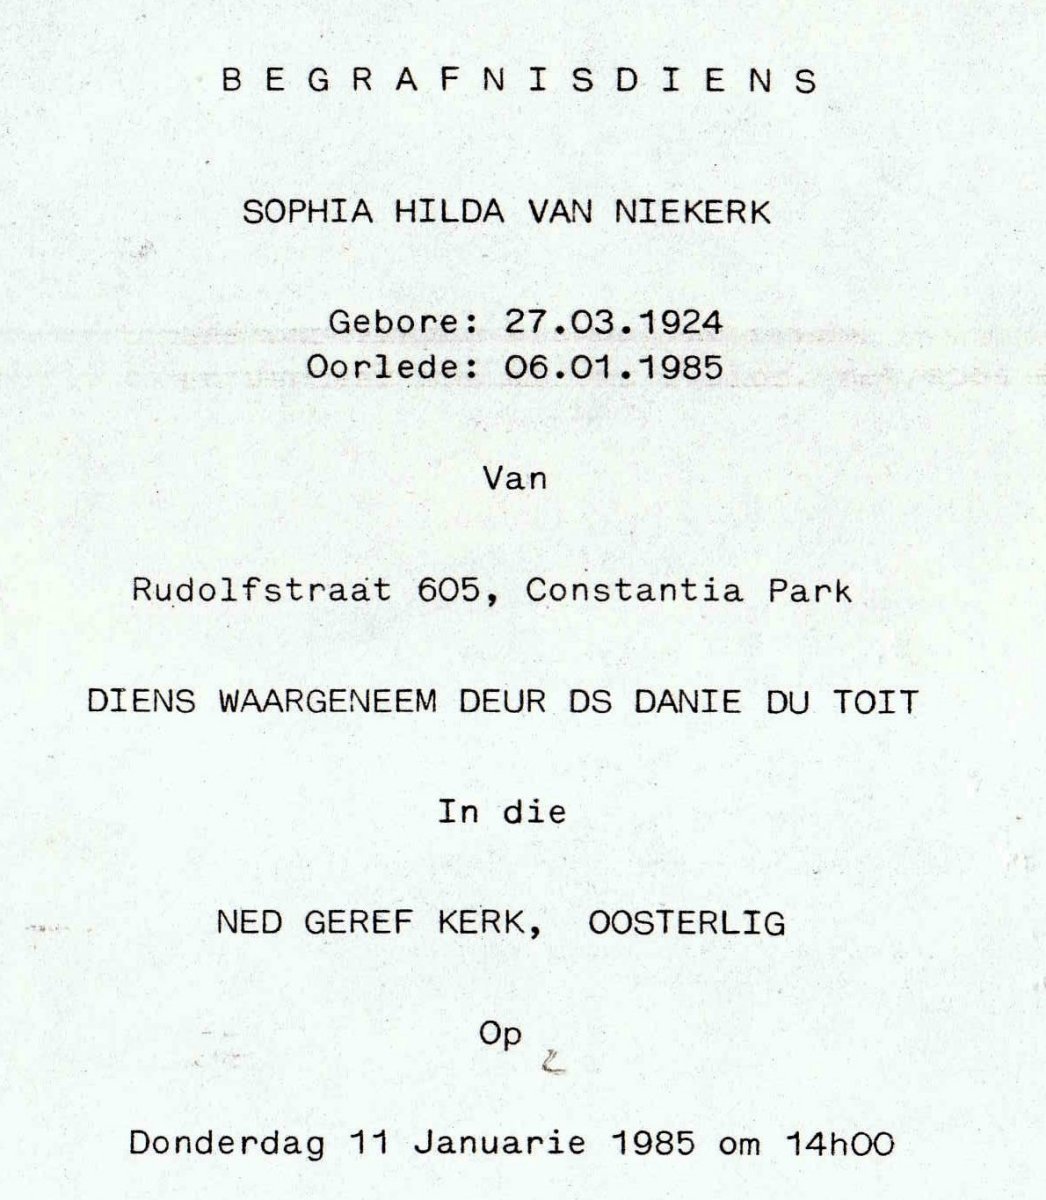 BEGRAFNISDIENS
SOPHIA HILDA VAN NIEKERK
Gebore: 27.03.1924
Oorlede: 06.01.1985
Van
Rudolfstraat 605, Constantia Park
DIENS WAARGENEEM DEUR DS DANIE DU TOIT
In die
NED GEREF KERK, OOSTERLIG
Op
Donderdag 11 Januarie 1985 om 14h00